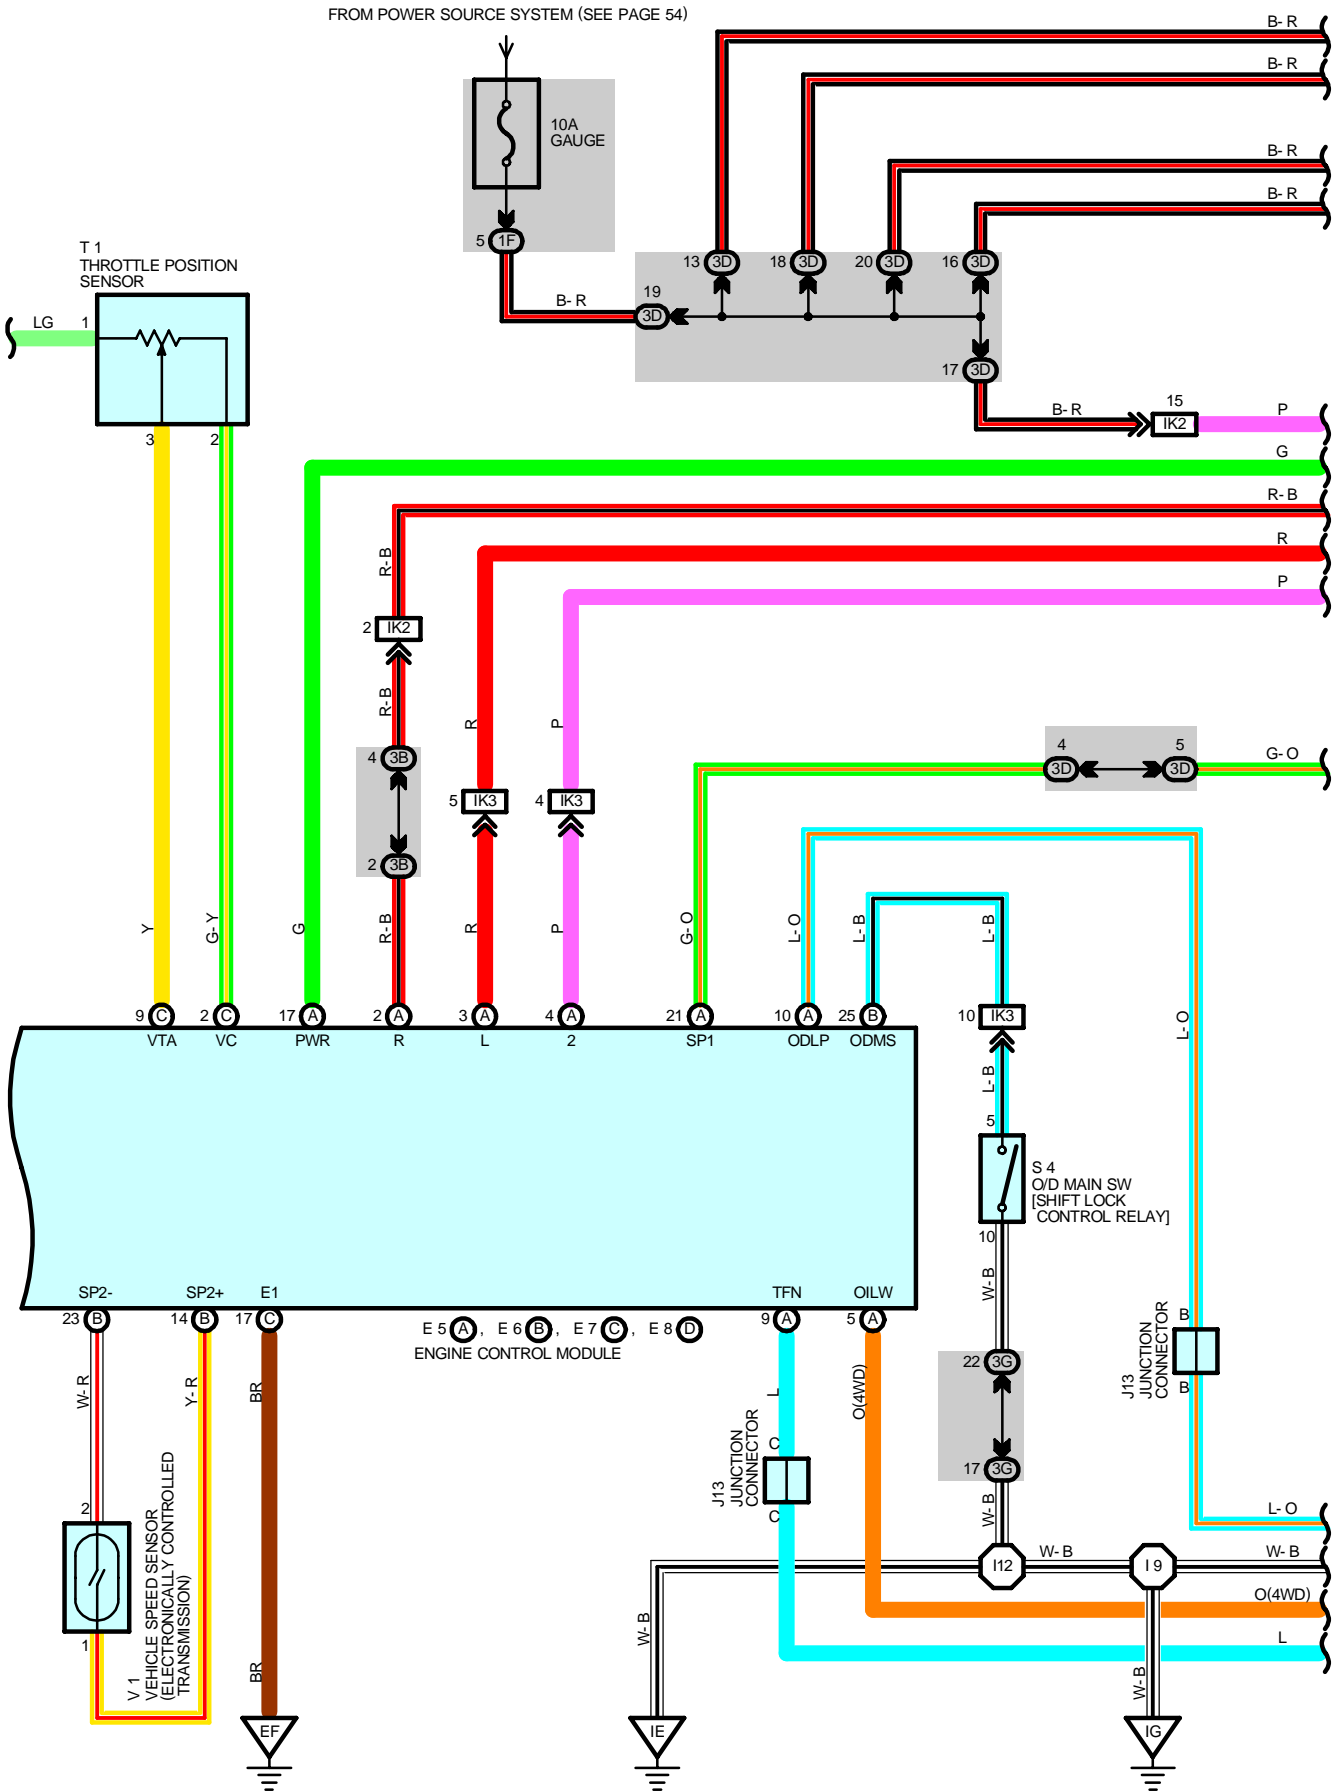 FROM POWER SOURCE SYSTEM (SEE PAGE 54)
B- R
B- R
10A
GAUGE
B- R
B- R
5 1F
T 1
THROTTLE POSITION
SENSOR
13 3D
18 3D
20 3D
16 3D
B- R
19
3D
LG
1
17 3D
B- R
15
IK2
P
3
2
G
R- B
R
P
R- B
2 IK2
R- B
R
P
4 3B
2 3B
5 IK3
4 IK3
4
3D
5
3D
G- O
Y
G- Y
G
R- B
R
P
G- O
L- O
L- B
L- B
9 C
2 C
17 A
2 A
3 A
4 A
21 A
10 A
25 B
10 IK3
VTA
VC
PWR
R
L
2
SP1
ODLP
ODMS
L- O
L- B
5
S 4
O/D MAIN SW
[SHIFT LOCK
CONTROL RELAY]
10
W- B
SP2-
SP2+
E1
TFN
OILW
23 B
14 B
17 C
9 A
5 A
E 5 A , E 6 B , E 7 C , E 8 D
ENGINE CONTROL MODULE
W- R
Y- R
BR
L
O(4WD)
22 3G
17 3G
B
J13
JUNCTION
CONNECTOR
B
C
J13
JUNCTION
CONNECTOR
C
W- B
2
1
V 1
VEHICLE SPEED SENSOR
(ELECTRONICALLY CONTROLLED
TRANSMISSION)
L- O
I12
W- B
I 9
W- B
O(4WD)
L
BR
W- B
W- B
EF
IE
IG